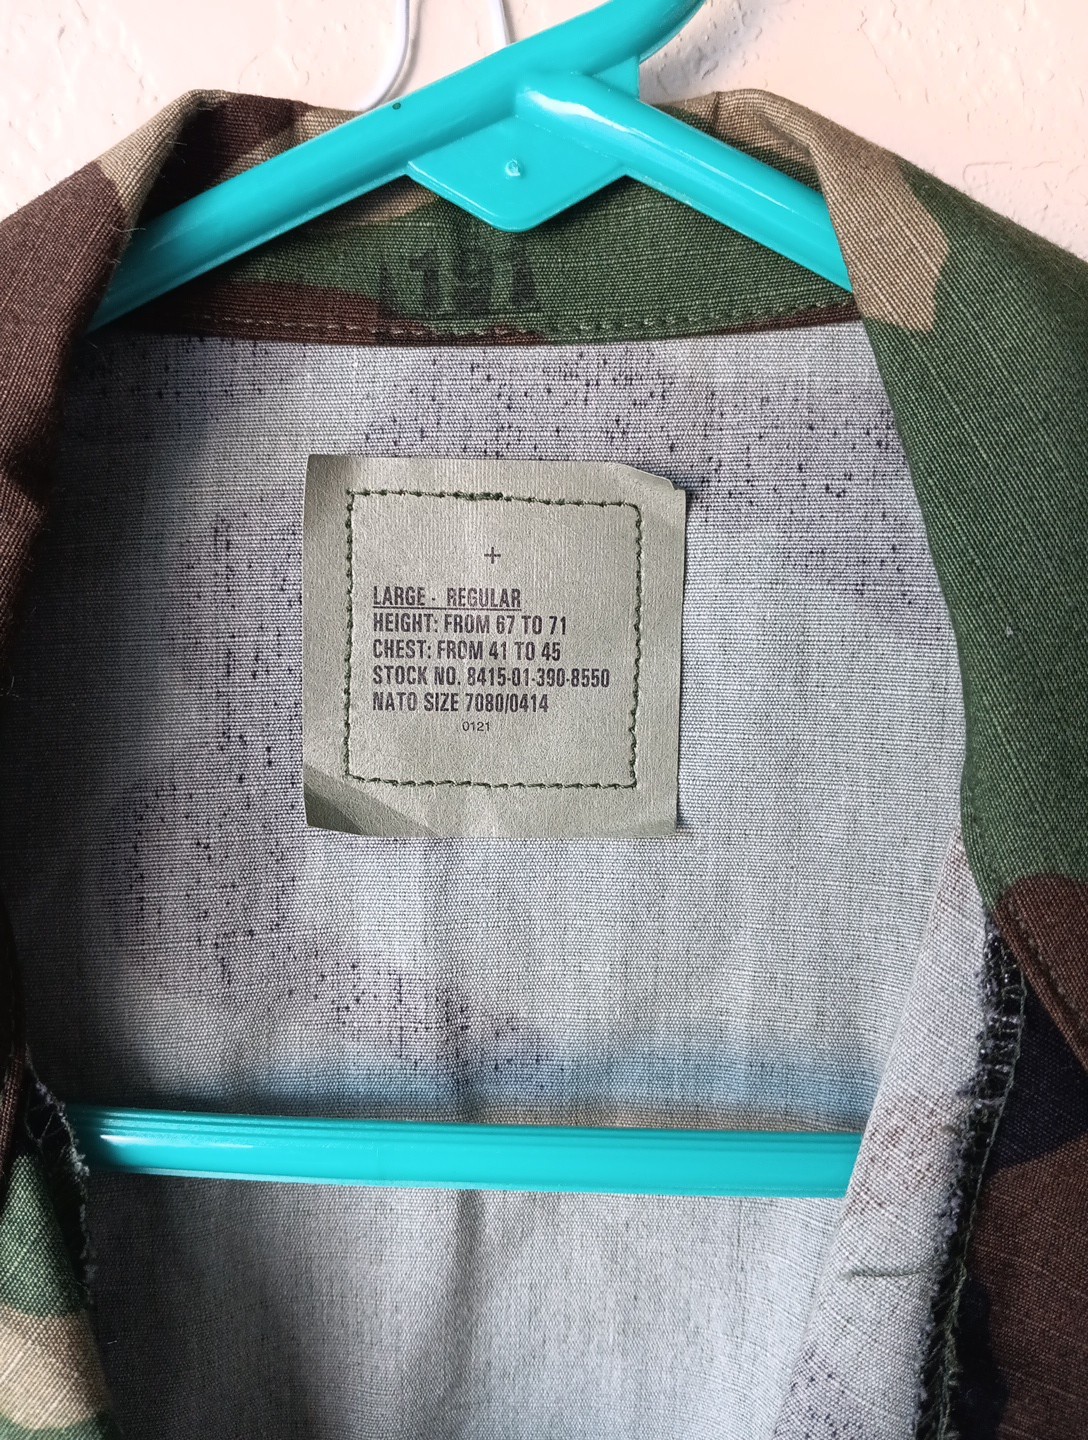 191
+
LARGE - REGULAR
HEIGHT: FROM 67 TO 71
CHEST: FROM 41 TO 45
STOCK NO. 8415-01-390-8550
NATO SIZE 7080/0414
0121